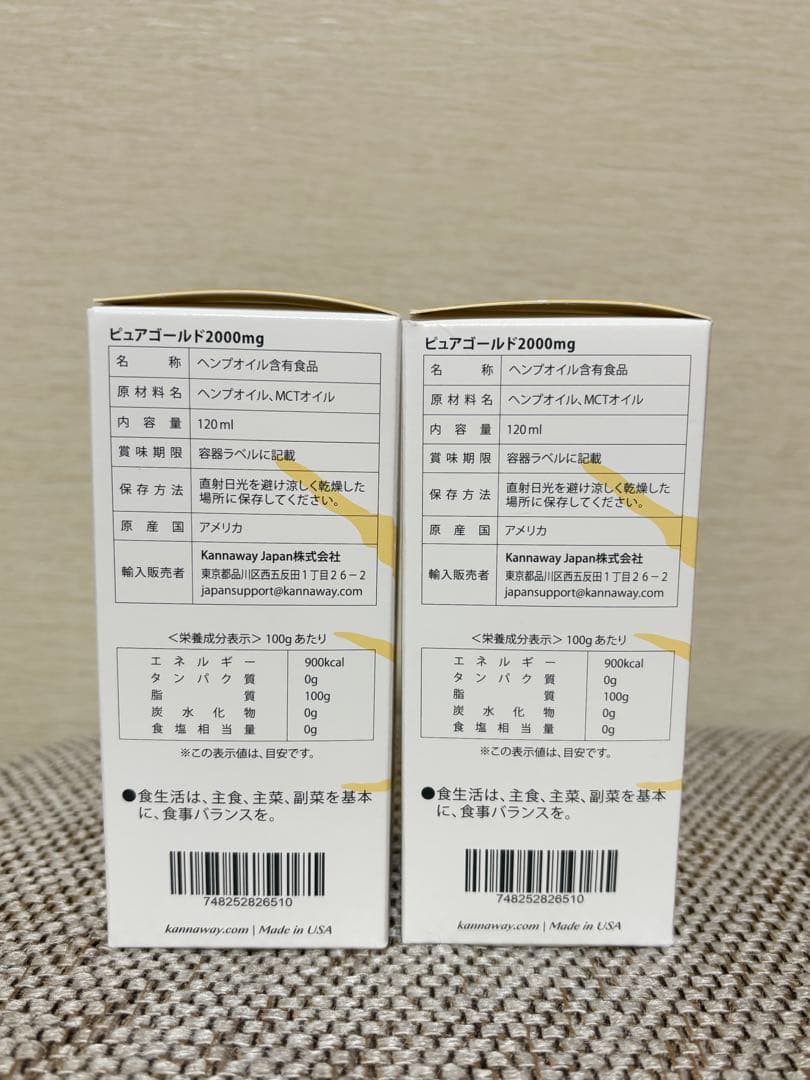 ピュアゴールド2000mg
名称 ヘンプオイル含有食品
原材料名 ヘンプオイル、MCTオイル
内容量 120ml
賞味期限 容器ラベルに記載
保存方法 直射日光を避け涼しく乾燥した
場所に保存してください。
原産国 アメリカ
輸入販売者 Kannaway Japan株式会社
東京都品川区西五反田1丁目26-2
japansupport@kannaway.com
<栄養成分表示> 100gあたり
エネルギー 900kcal
タンパク質 0g
脂質 100g
炭水化物 0g
食塩相当量 0g
※この表示値は、目安です。
●食生活は、主食、主菜、副菜を基本
に、食事バランスを。
748252826510
kannaway.com | Made in USA
ピュアゴールド2000mg
名称 ヘンプオイル含有食品
原材料名 ヘンプオイル、MCTオイル
内容量 120ml
賞味期限 容器ラベルに記載
保存方法 直射日光を避け涼しく乾燥した
場所に保存してください。
原産国 アメリカ
輸入販売者 Kannaway Japan株式会社
東京都品川区西五反田1丁目26-2
japansupport@kannaway.com
<栄養成分表示> 100gあたり
エネルギー 900kcal
タンパク質 0g
脂質 100g
炭水化物 0g
食塩相当量 0g
※この表示値は、目安です。
●食生活は、主食、主菜、副菜を基本
に、食事バランスを。
748252826510
kannaway.com | Made in USA